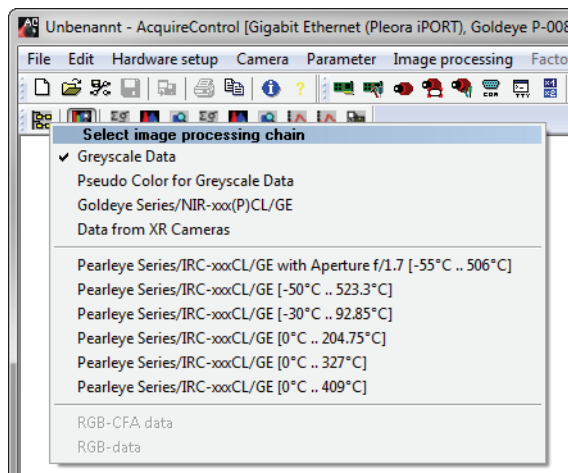 Unbenannt - AcquireControl [Gigabit Ethernet (Pleora iPORT), Goldeye P-008
File Edit Hardware setup Camera Parameter Image processing Facto
Select image processing chain
Greyscale Data
Pseudo Color for Greyscale Data
Goldeye Series/NIR-xxx(P)CL/GE
Data from XR Cameras
Pearleye Series/IRC-xxxCL/GE with Aperture f/1.7 [-55°C .. 506°C]
Pearleye Series/IRC-xxxCL/GE [-50°C .. 523.3°C]
Pearleye Series/IRC-xxxCL/GE [-30°C .. 92.85°C]
Pearleye Series/IRC-xxxCL/GE [0°C .. 204.75°C]
Pearleye Series/IRC-xxxCL/GE [0°C .. 327°C]
Pearleye Series/IRC-xxxCL/GE [0°C .. 409°C]
RGB-CFA data
RGB-data